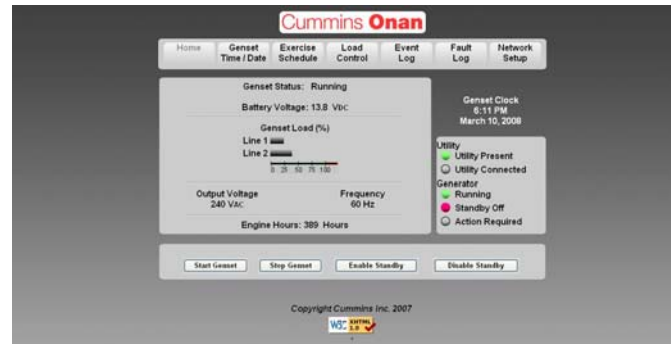 Cummins Onan
Home Genset Time / Date Exercise Schedule Load Control Event Log Fault Log Network Setup
Genset Status: Running
Battery Voltage: 13.8 VDC
Genset Load (%)
Line 1
Line 2
0 25 50 75 100
Output Voltage Frequency
240 VAC 60 Hz
Engine Hours: 389 Hours
Genset Clock
6:11 PM
March 10, 2008
Utility
Utility Present
Utility Connected
Generator
Running
Standby Off
Action Required
Start Genset Stop Genset Enable Standby Disable Standby
Copyright Cummins Inc. 2007
W3C XHTML 1.0